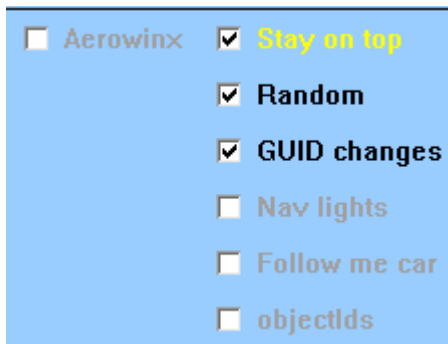 Aerowinx Stay on top
Random
GUID changes
Nav lights
Follow me car
objectIds